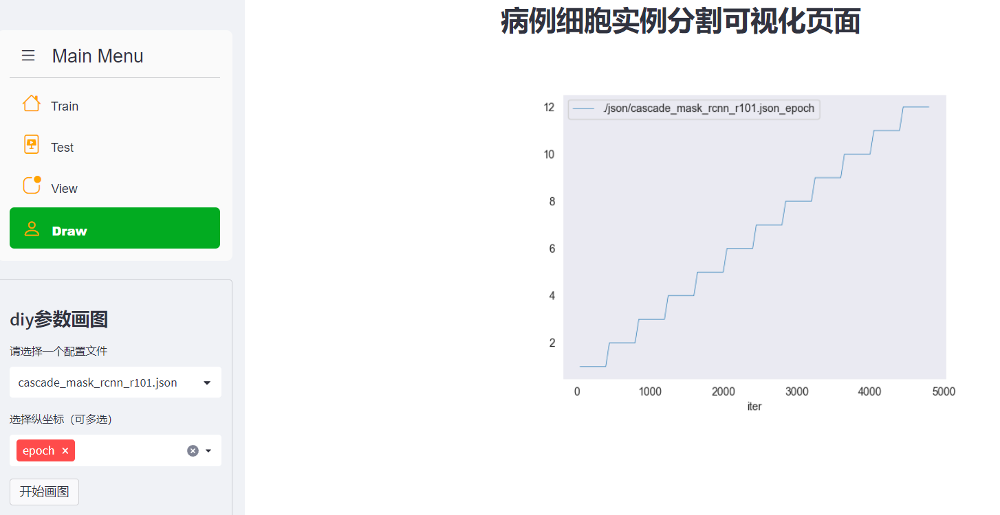 病例细胞实例分割可视化页面
Main Menu
Train
Test
View
Draw
diy参数画图
请选择一个配置文件
cascade_mask_rcnn_r101.json
选择纵坐标（可多选）
epoch
开始画图
./json/cascade_mask_rcnn_r101.json_epoch
12
10
8
6
4
2
0 1000 2000 3000 4000 5000
iter